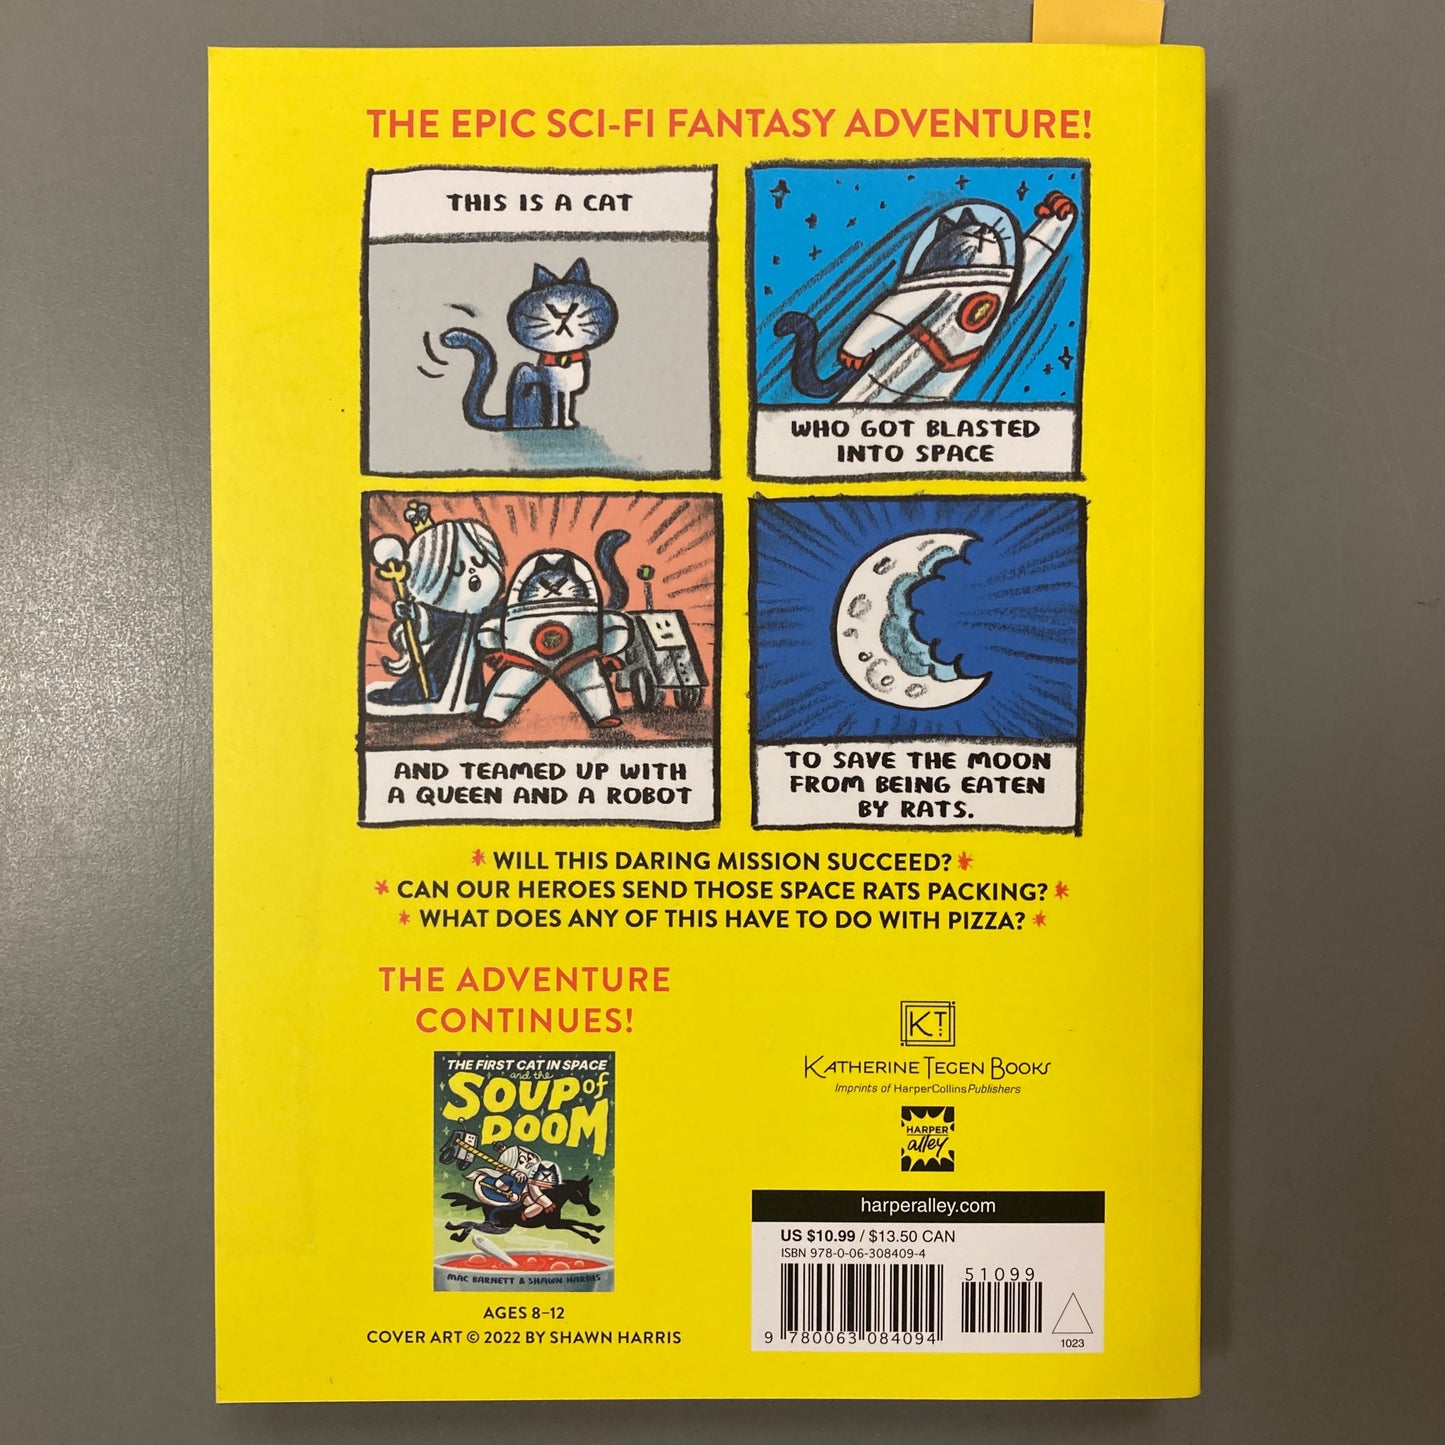 THE EPIC SCI-FI FANTASY ADVENTURE!
THIS IS A CAT
WHO GOT BLASTED
INTO SPACE
AND TEAMED UP WITH
A QUEEN AND A ROBOT
TO SAVE THE MOON
FROM BEING EATEN
BY RATS.
* WILL THIS DARING MISSION SUCCEED? *
* CAN OUR HEROES SEND THOSE SPACE RATS PACKING? *
* WHAT DOES ANY OF THIS HAVE TO DO WITH PIZZA? *
THE ADVENTURE
CONTINUES!
THE FIRST CAT IN SPACE
and the
SOUP of
DOOM
MAC BARNETT & SHAWN HARRIS
AGES 8–12
COVER ART © 2022 BY SHAWN HARRIS
KT
KATHERINE TEGEN BOOKS
Imprints of HarperCollinsPublishers
HARPER
alley
harperalley.com
US $10.99 / $13.50 CAN
ISBN 978-0-06-308409-4
51099
9 780063 084094
1023